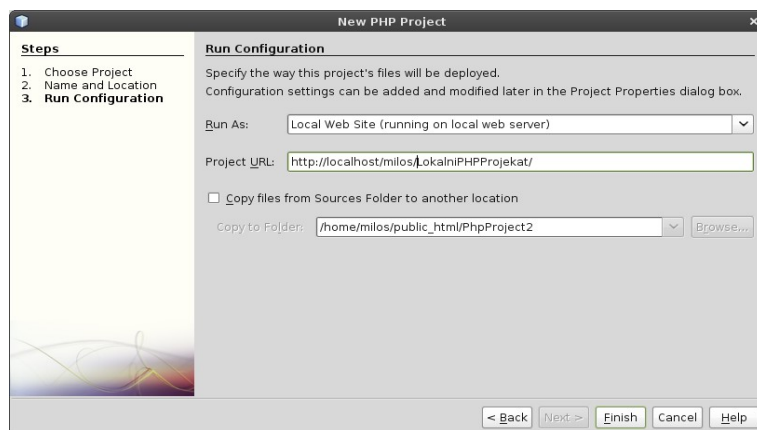 New PHP Project
Steps
1. Choose Project
2. Name and Location
3. Run Configuration
Run Configuration
Specify the way this project's files will be deployed.
Configuration settings can be added and modified later in the Project Properties dialog box.
Run As: Local Web Site (running on local web server)
Project URL: http://localhost/milos/LokalniPHPProjekat/
Copy files from Sources Folder to another location
Copy to Folder: /home/milos/public_html/PhpProject2 Browse...
< Back Next > Finish Cancel Help